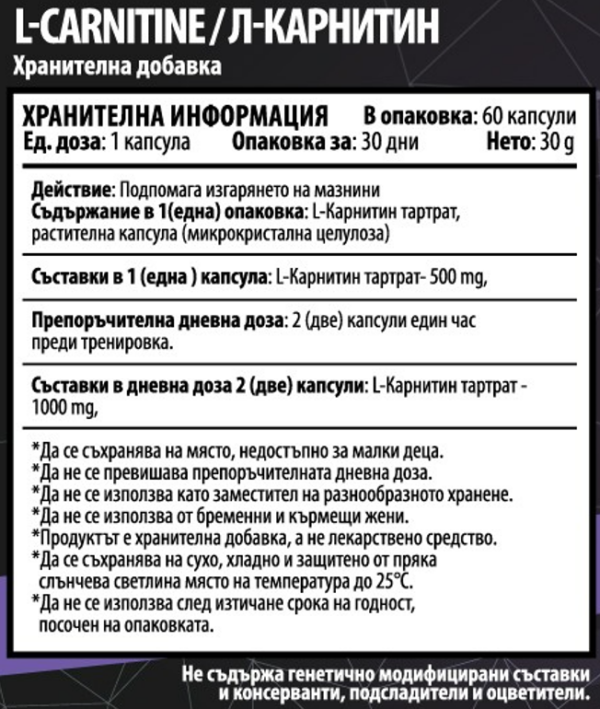 L-CARNITINE/Л-КАРНИТИН
Хранителна добавка
ХРАНИТЕЛНА ИНФОРМАЦИЯ В опаковка: 60 капсули
Ед. доза: 1 капсула Опаковка за: 30 дни Нето: 30 g
Действие: Подпомага изгарянето на мазнини
Съдържание в 1(една) опаковка: L-Карнитин тартрат,
растителна капсула (микрокристална целулоза)
Съставки в 1 (една ) капсула: L-Карнитин тартрат- 500 mg,
Препоръчителна дневна доза: 2 (две) капсули един час
преди тренировка.
Съставки в дневна доза 2 (две) капсули: L-Карнитин тартрат -
1000 mg,
*Да се съхранява на място, недостъпно за малки деца.
*Да не се превишава препоръчителната дневна доза.
*Да не се използва като заместител на разнообразното хранене.
*Да не се използва от бременни и кърмещи жени.
*Продуктът е хранителна добавка, а не лекарствено средство.
*Да се съхранява на сухо, хладно и защитено от пряка
слънчева светлина място на температура до 25°C.
*Да не се използва след изтичане срока на годност,
посочен на опаковката.
Не съдържа генетично модифицирани съставки
и консерванти, подсладители и оцветители.